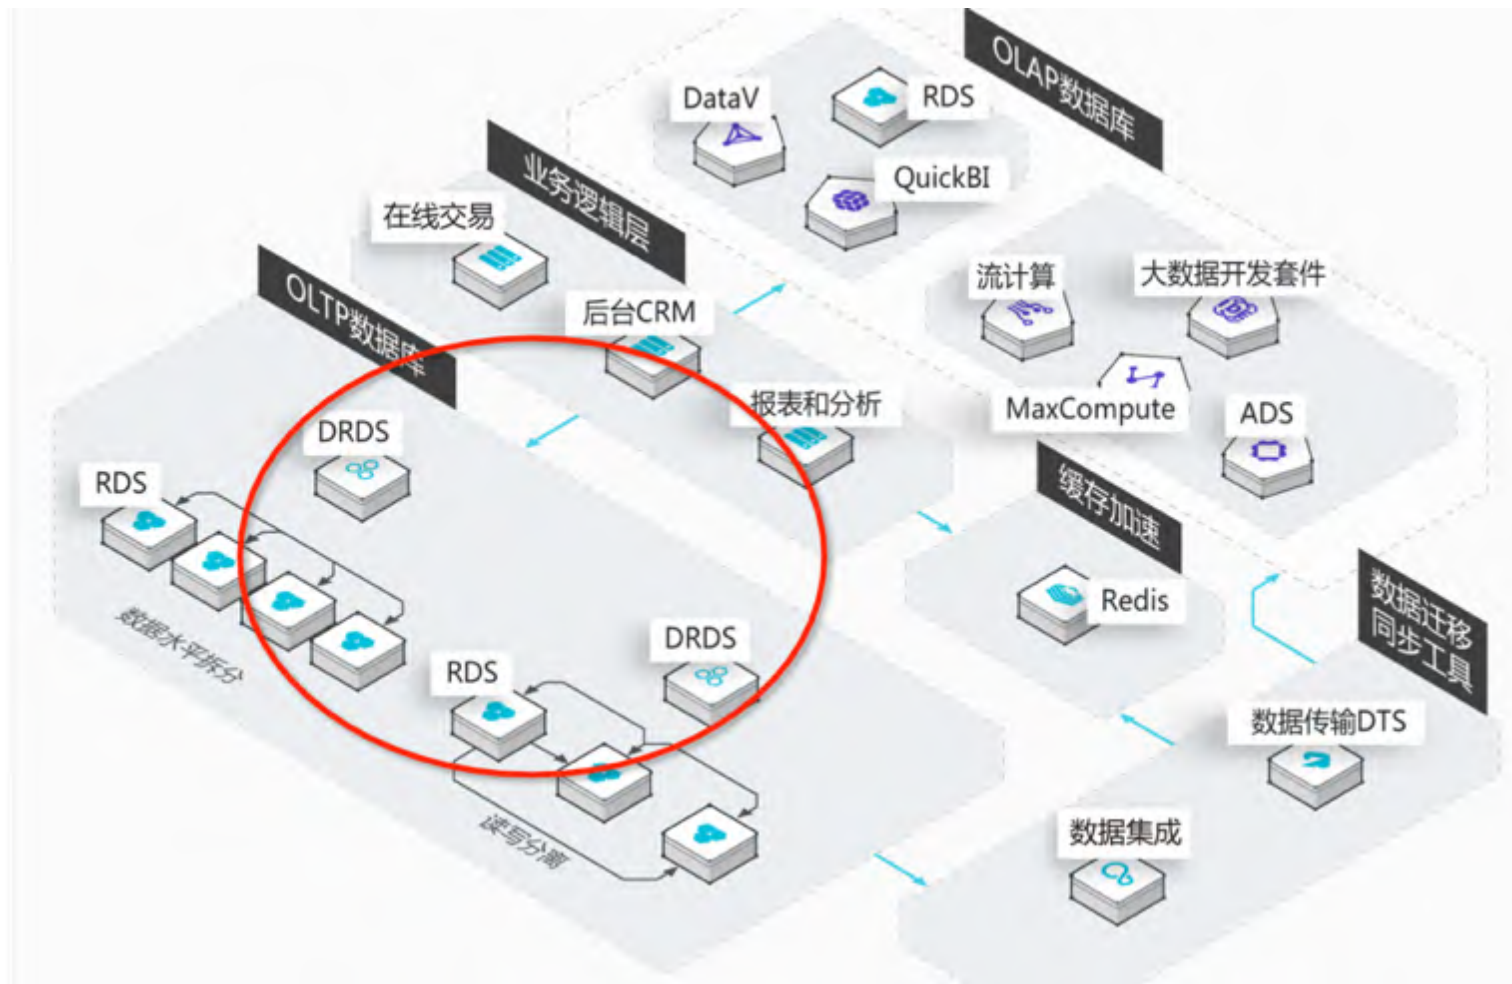 OLAP数据库
DataV
RDS
QuickBI
业务逻辑层
在线交易
后台CRM
报表和分析
流计算
大数据开发套件
MaxCompute
ADS
OLTP数据库
DRDS
RDS
数据水平拆分
DRDS
RDS
读写分离
缓存加速
Redis
数据迁移
同步工具
数据传输DTS
数据集成